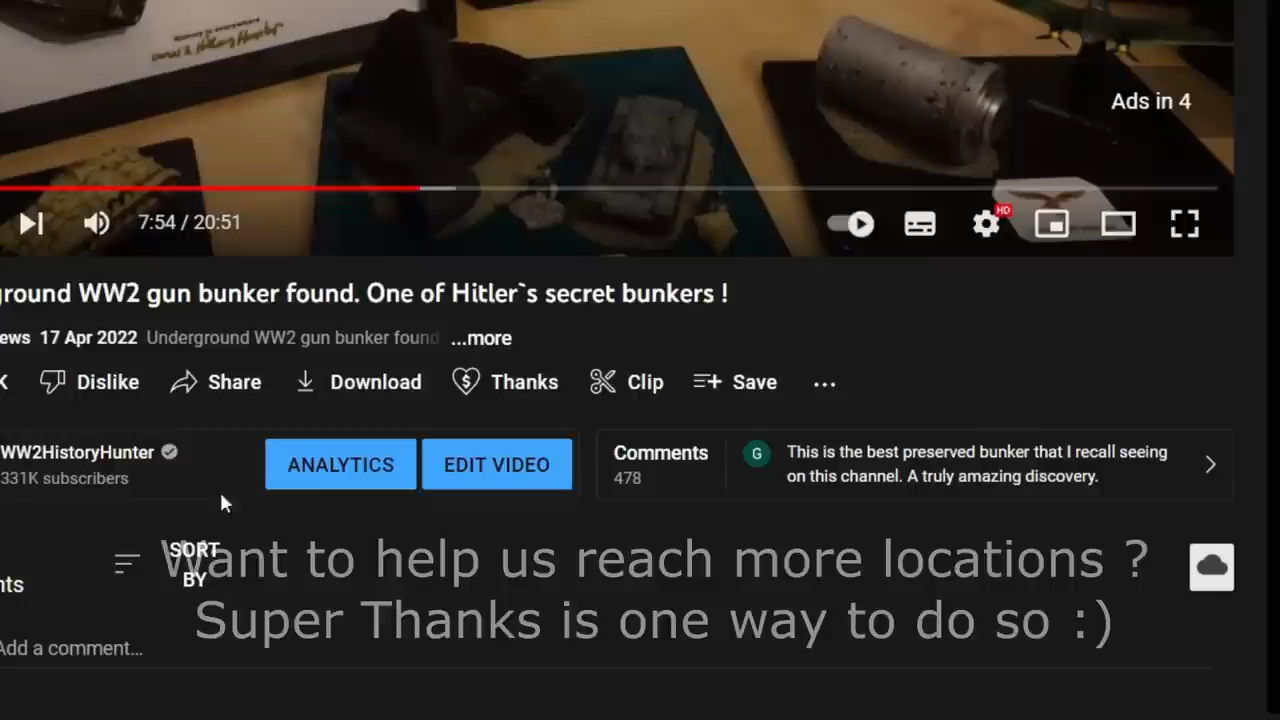 Ads in 4
7:54 / 20:51
HD
ground WW2 gun bunker found. One of Hitler`s secret bunkers !
ews 17 Apr 2022 Underground WW2 gun bunker found ...more
K Dislike Share Download Thanks Clip Save ...
WW2HistoryHunter
331K subscribers
ANALYTICS EDIT VIDEO
Comments
478
G
This is the best preserved bunker that I recall seeing
on this channel. A truly amazing discovery.
SORT
BY
nts
Want to help us reach more locations ?
Super Thanks is one way to do so :)
Add a comment...